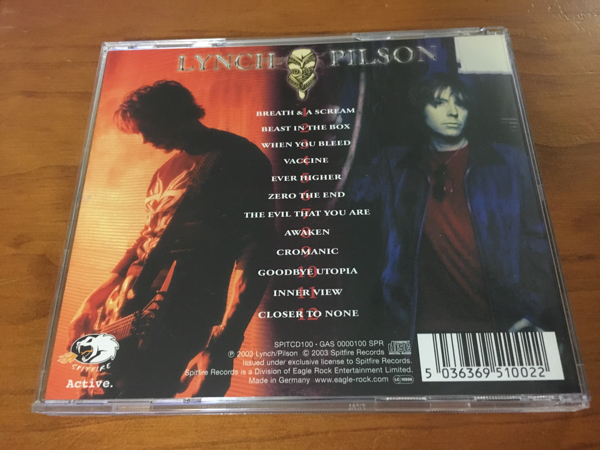 LYNCH PILSON
BREATH & A SCREAM
BEAST IN THE BOX
WHEN YOU BLEED
VACCINE
EVER HIGHER
ZERO THE END
THE EVIL THAT YOU ARE
AWAKEN
CROMANIC
GOODBYE UTOPIA
INNER VIEW
CLOSER TO NONE
SPITCD100 · GAS 0000100 SPR
℗ 2003 Lynch/Pilson © 2003 Spitfire Records
Issued under exclusive license to Spitfire Records
Spitfire Records is a Division of Eagle Rock Entertainment Limited.
Made in Germany www.eagle-rock.com
SPITFIRE
Active.
5 036369 510022